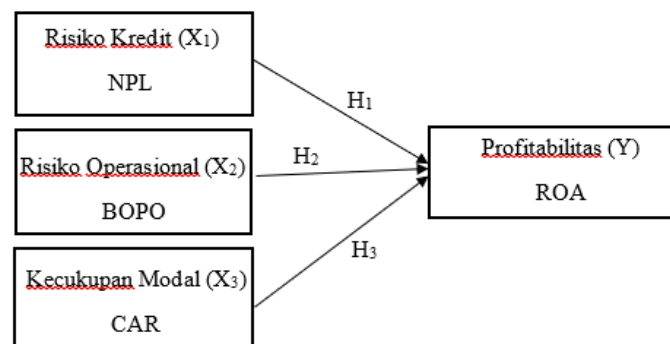 Risiko Kredit (X₁)
NPL
H₁
Risiko Operasional (X₂)
BOPO
H₂
Profitabilitas (Y)
ROA
Kecukupan Modal (X₃)
CAR
H₃